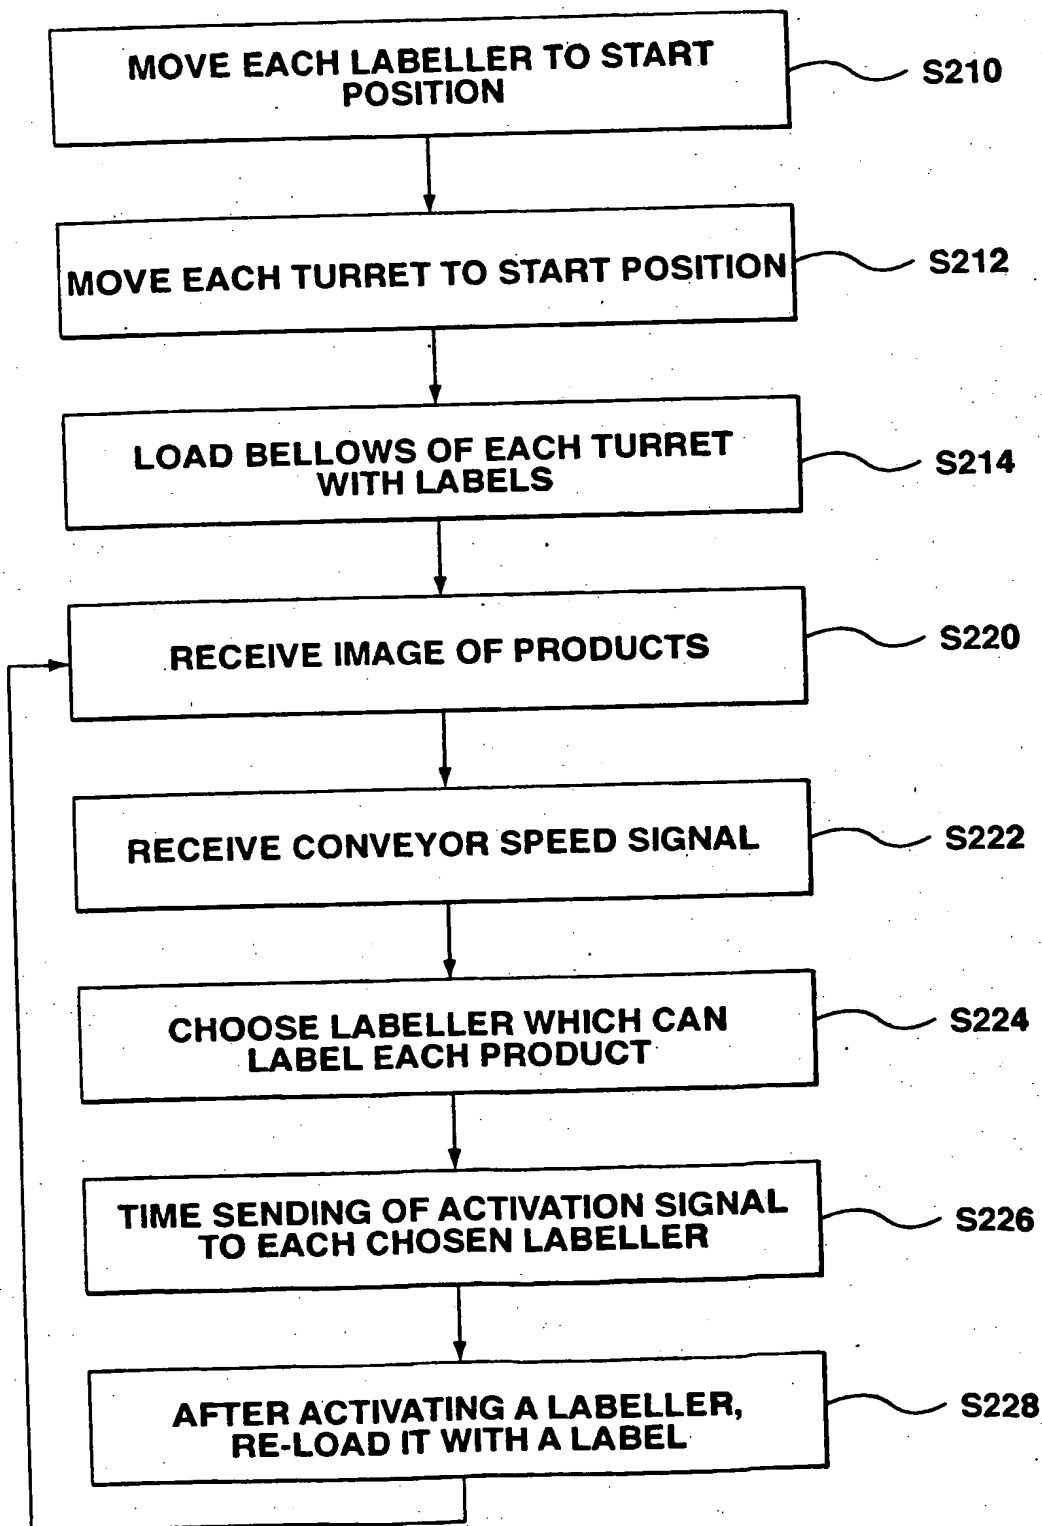 MOVE EACH LABELLER TO START
POSITION
S210
MOVE EACH TURRET TO START POSITION
S212
LOAD BELLOWS OF EACH TURRET
WITH LABELS
S214
RECEIVE IMAGE OF PRODUCTS
S220
RECEIVE CONVEYOR SPEED SIGNAL
S222
CHOOSE LABELLER WHICH CAN
LABEL EACH PRODUCT
S224
TIME SENDING OF ACTIVATION SIGNAL
TO EACH CHOSEN LABELLER
S226
AFTER ACTIVATING A LABELLER,
RE-LOAD IT WITH A LABEL
S228